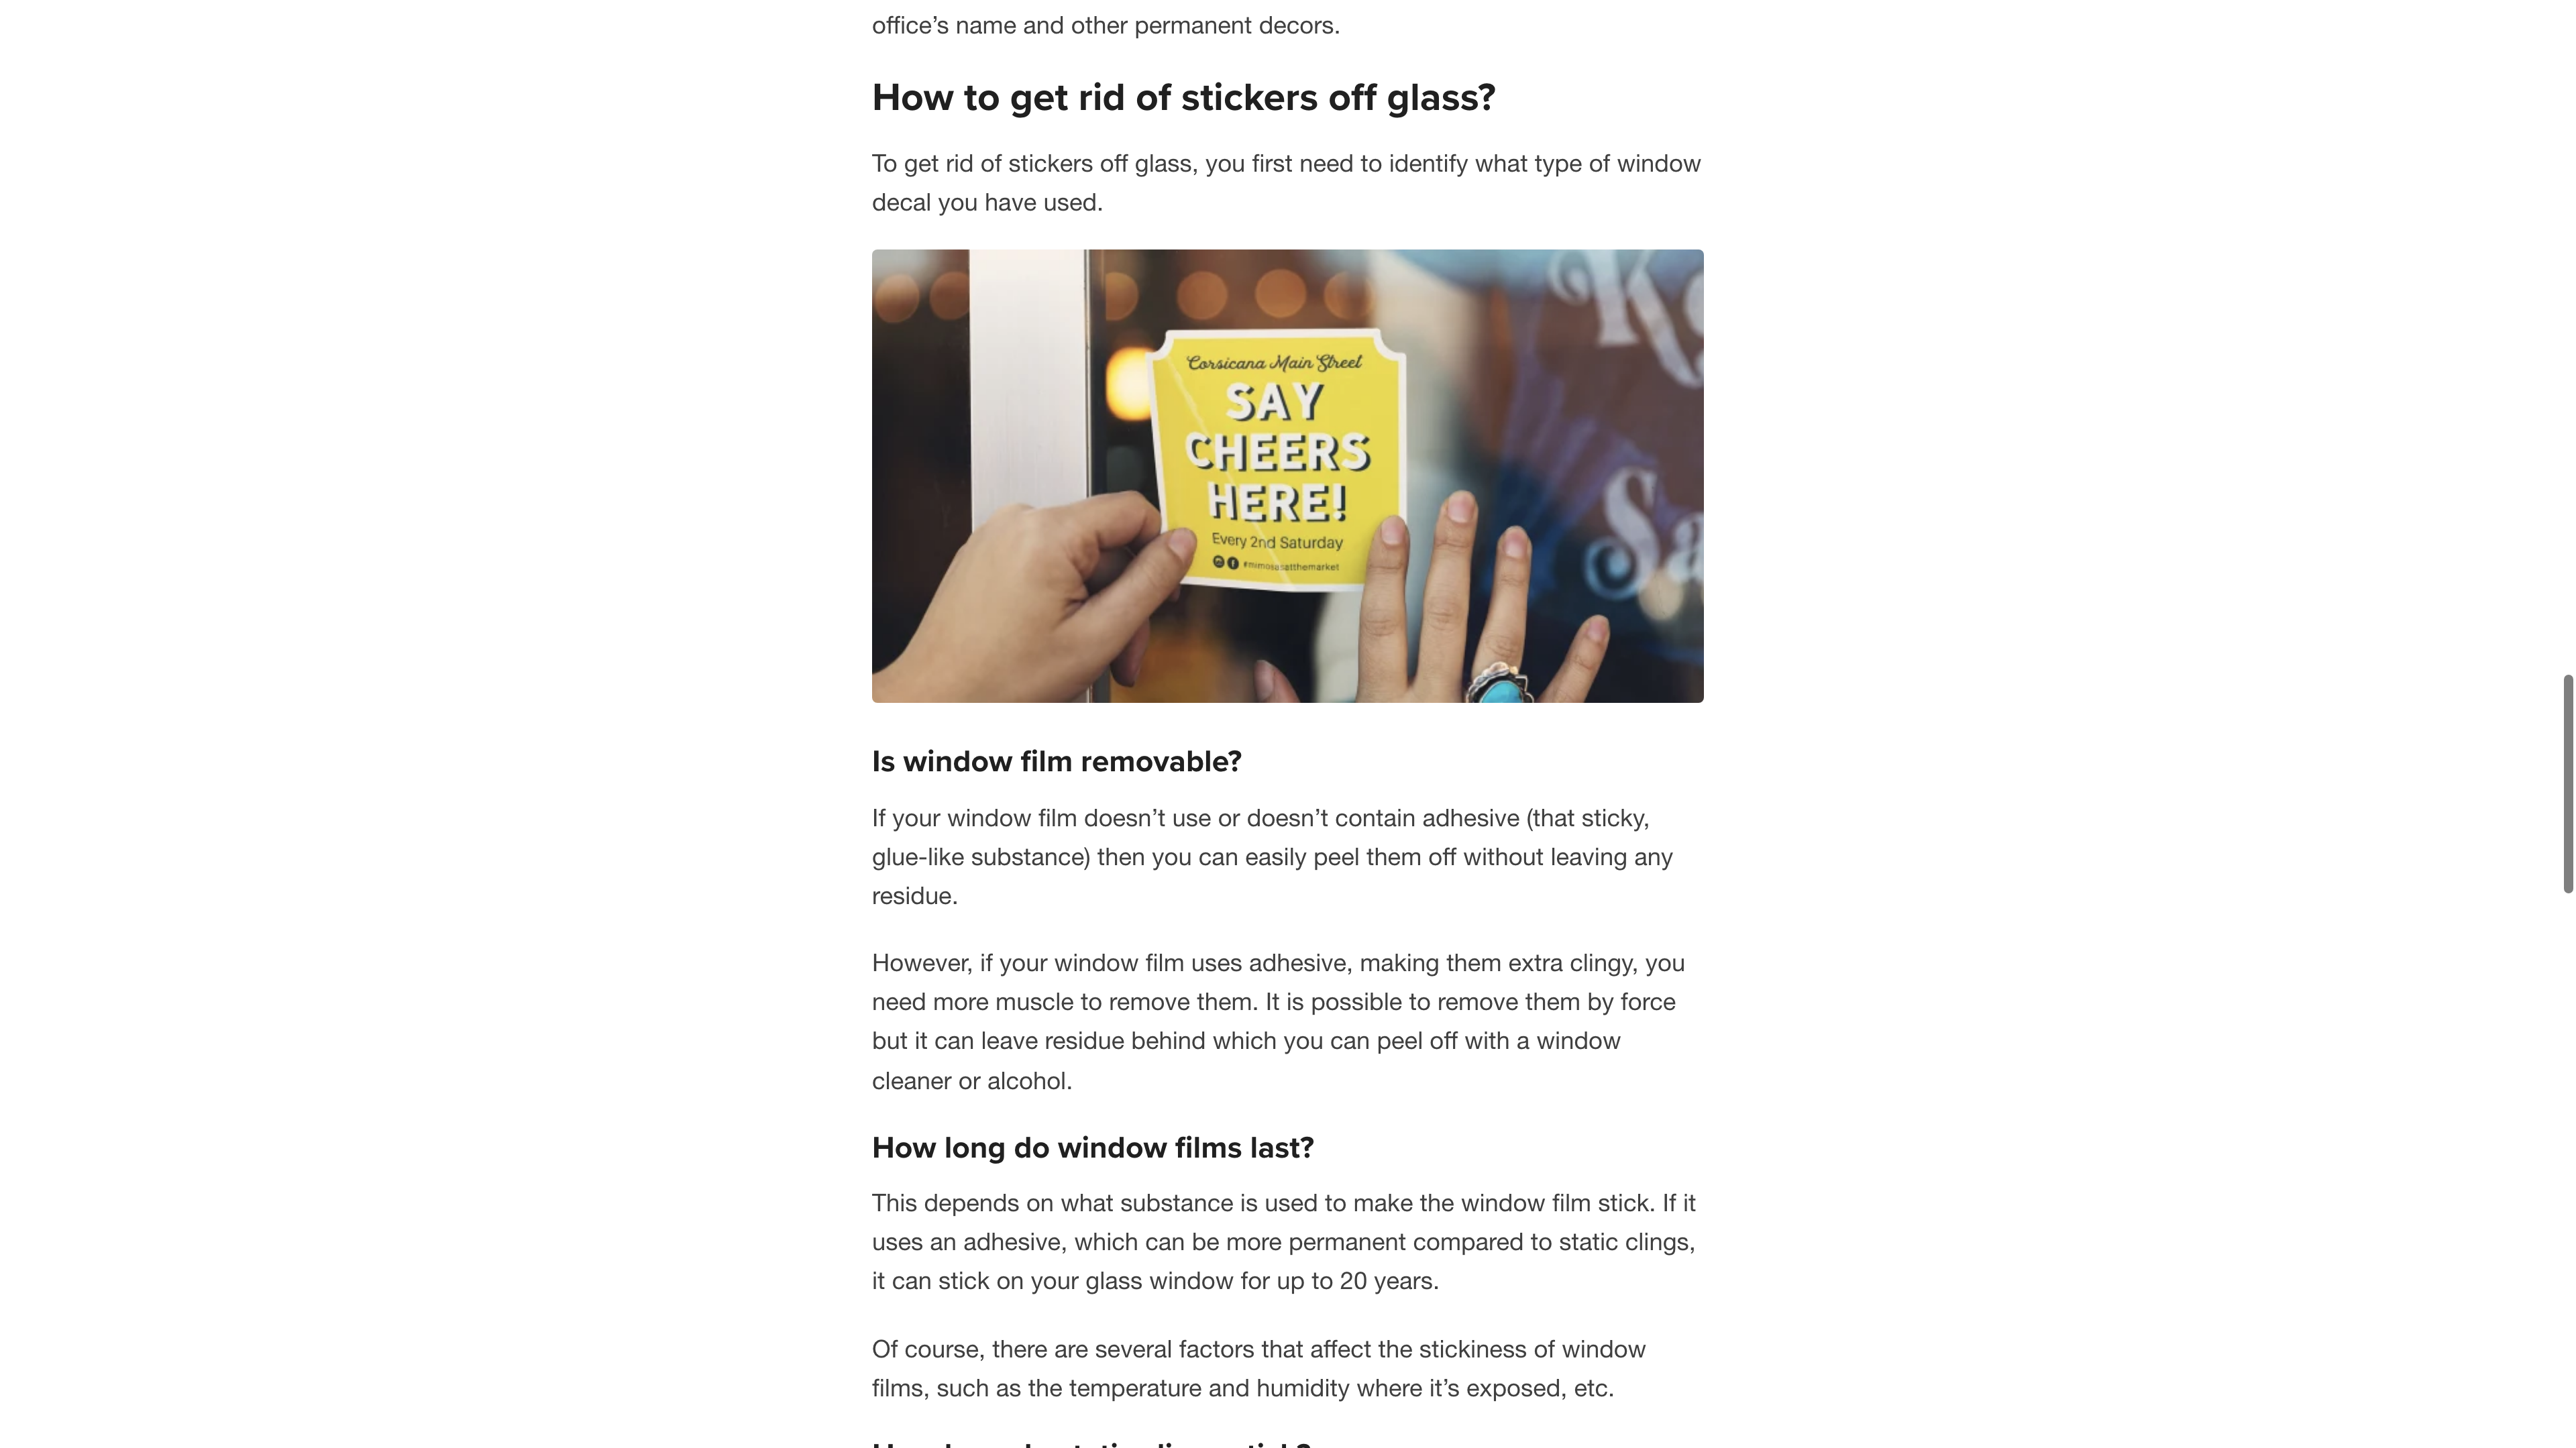 office’s name and other permanent decors.
How to get rid of stickers off glass?
To get rid of stickers off glass, you first need to identify what type of window
decal you have used.
Corsicana Main Street
SAY
CHEERS
HERE!
Every 2nd Saturday
#mimosasatthemarket
Is window film removable?
If your window film doesn’t use or doesn’t contain adhesive (that sticky,
glue-like substance) then you can easily peel them off without leaving any
residue.
However, if your window film uses adhesive, making them extra clingy, you
need more muscle to remove them. It is possible to remove them by force
but it can leave residue behind which you can peel off with a window
cleaner or alcohol.
How long do window films last?
This depends on what substance is used to make the window film stick. If it
uses an adhesive, which can be more permanent compared to static clings,
it can stick on your glass window for up to 20 years.
Of course, there are several factors that affect the stickiness of window
films, such as the temperature and humidity where it’s exposed, etc.